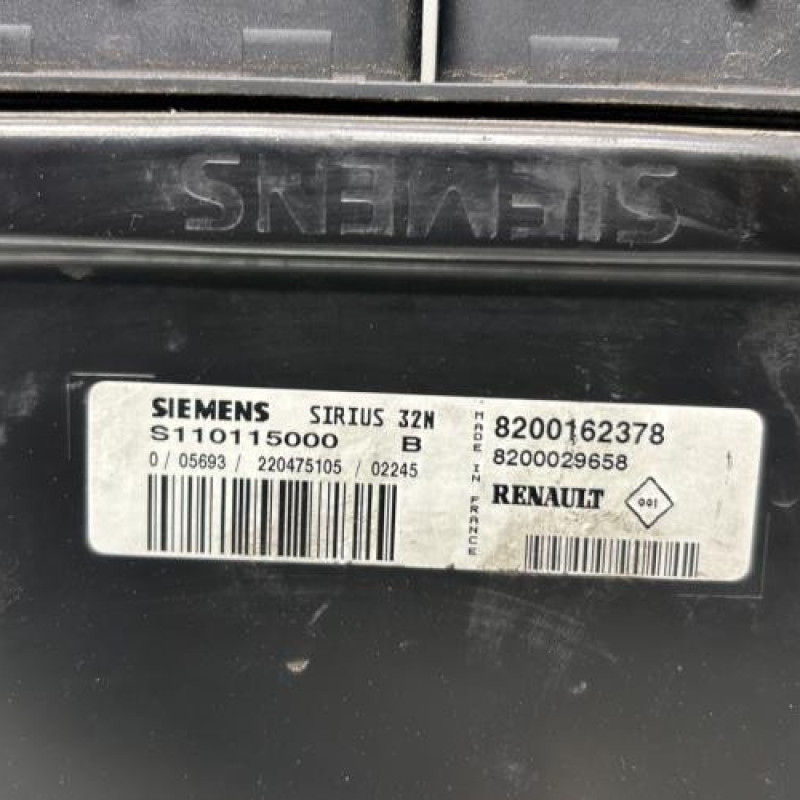 SIEMENS
SIEMENS SIRIUS 32N
S110115000 B
0 / 05693 / 220475105 / 02245
MADE IN FRANCE
8200162378
8200029658
RENAULT 001